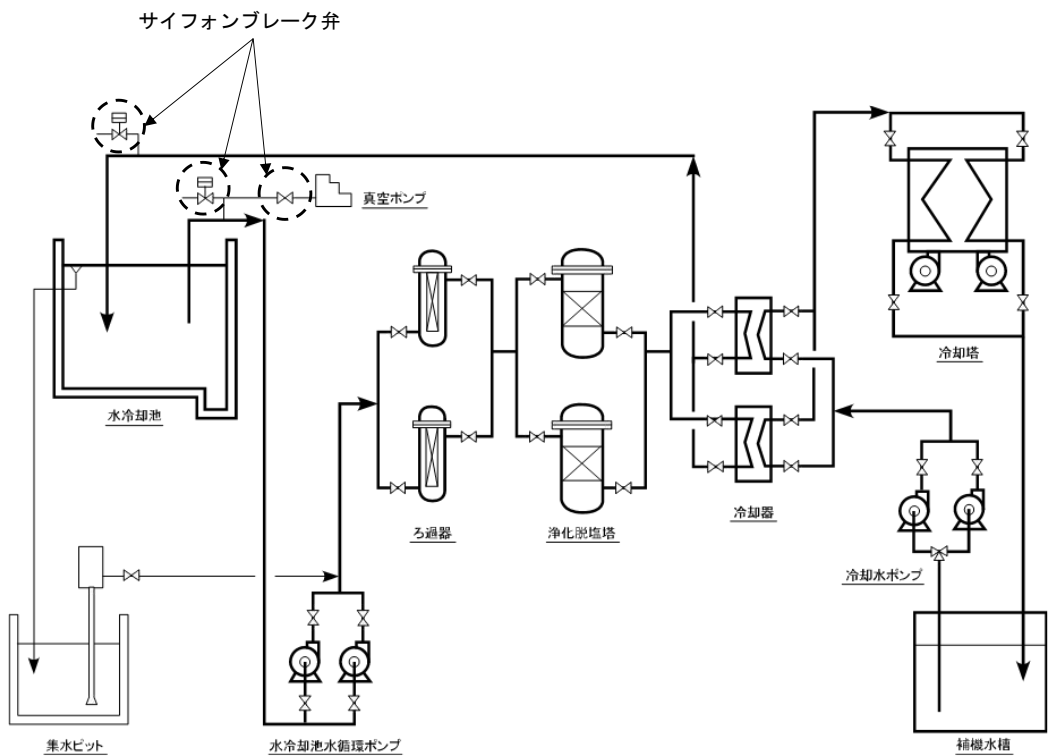 サイフォンブレーク弁
真空ポンプ
水冷却池
冷却塔
ろ過器
浄化脱塩塔
冷却器
冷却水ポンプ
集水ピット
水冷却池水循環ポンプ
補機水槽